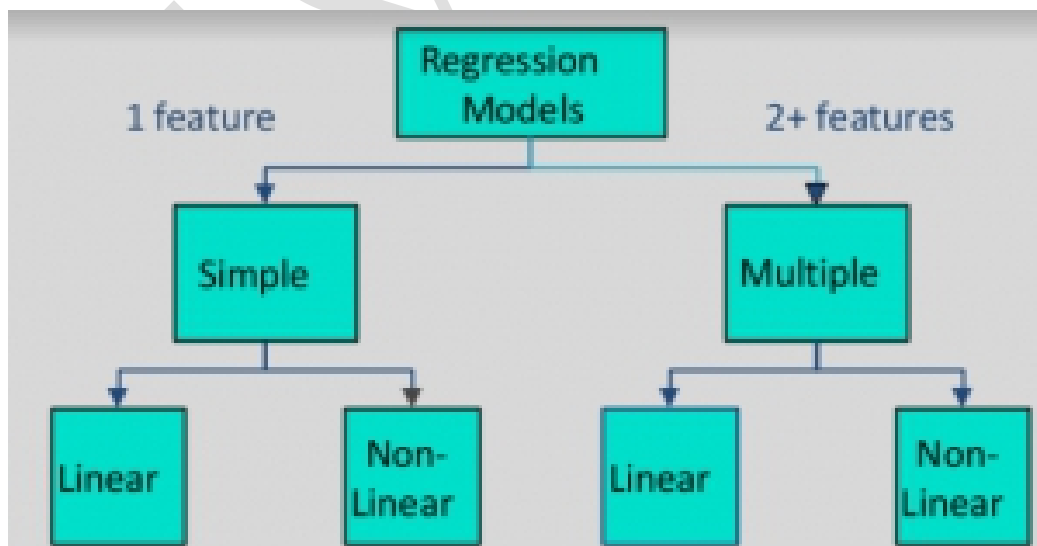 Regression
Models
1 feature
2+ features
Simple
Multiple
Linear
Non-
Linear
Linear
Non-
Linear